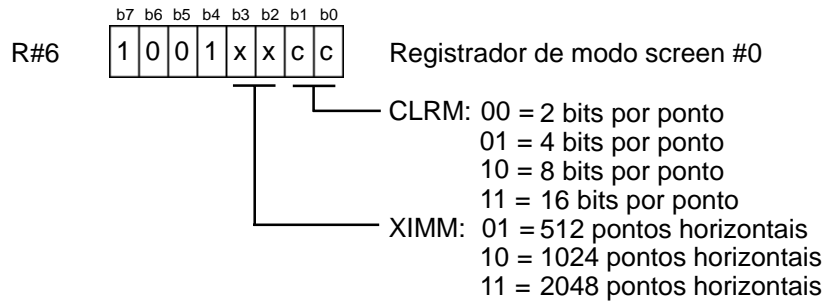 b7 b6 b5 b4 b3 b2 b1 b0
R#6 1 0 0 1 x x c c Registrador de modo screen #0
CLRM: 00 = 2 bits por ponto
01 = 4 bits por ponto
10 = 8 bits por ponto
11 = 16 bits por ponto
XIMM: 01 = 512 pontos horizontais
10 = 1024 pontos horizontais
11 = 2048 pontos horizontais